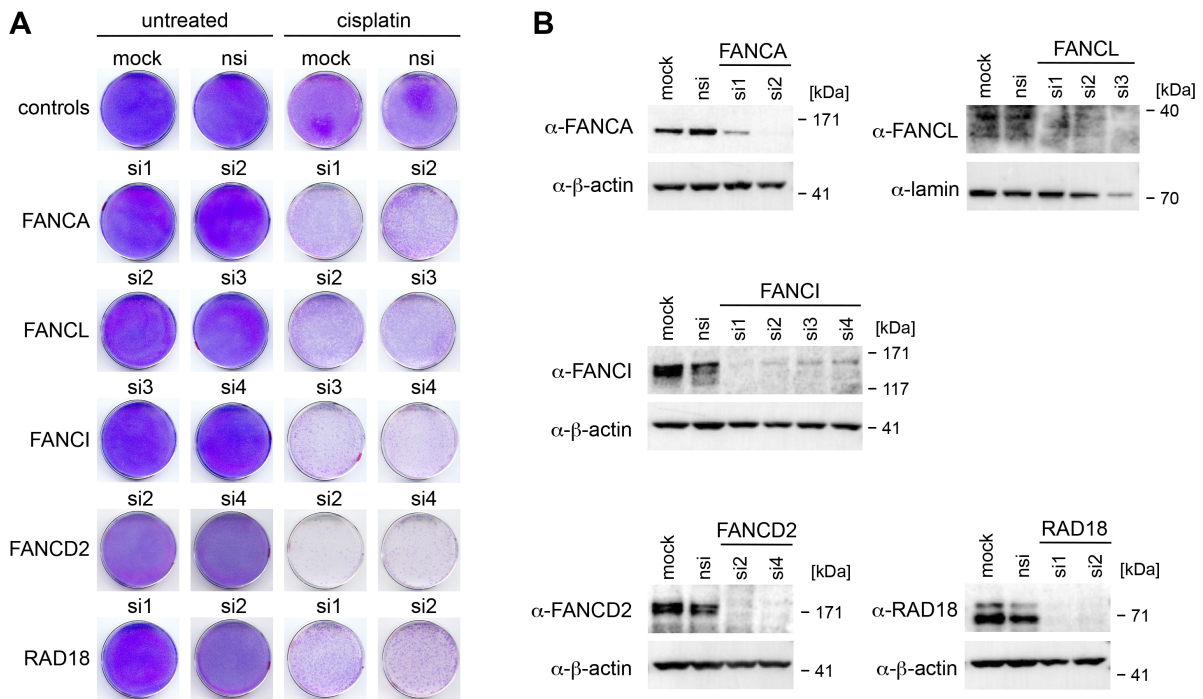 A
untreated cisplatin
mock nsi mock nsi
controls
si1 si2 si1 si2
FANCA
si2 si3 si2 si3
FANCL
si3 si4 si3 si4
FANCI
si2 si4 si2 si4
FANCD2
si1 si2 si1 si2
RAD18
B
FANCA
mock nsi si1 si2 [kDa]
α-FANCA 171
α-β-actin 41
FANCL
mock nsi si1 si2 si3 [kDa]
α-FANCL 40
α-lamin 70
FANCI
mock nsi si1 si2 si3 si4 [kDa]
α-FANCI 171
117
α-β-actin 41
FANCD2
mock nsi si2 si4 [kDa]
α-FANCD2 171
α-β-actin 41
RAD18
mock nsi si1 si2 [kDa]
α-RAD18 71
α-β-actin 41